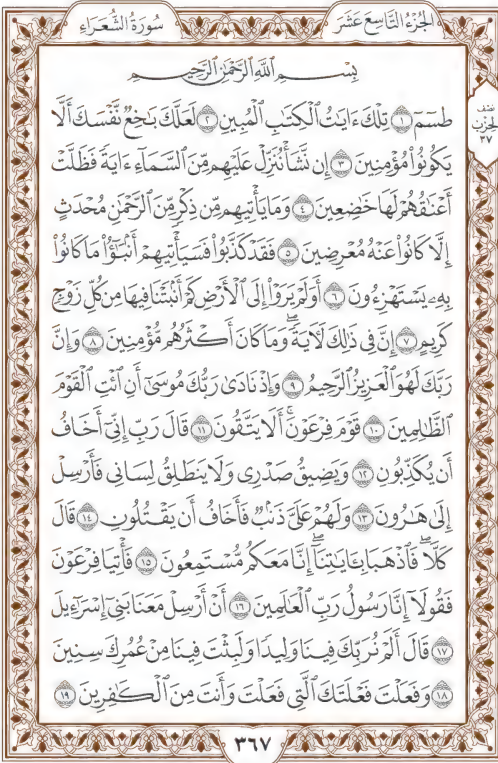 الجُزْءُ التَّاسِعَ عَشَرَ
سُورَةُ الشُّعَرَاءِ
بِسْمِ اللَّهِ الرَّحْمَٰنِ الرَّحِيمِ
نصف الحزب ٣٧
طسٓمٓ ١ تِلْكَ ءَايَٰتُ ٱلْكِتَٰبِ ٱلْمُبِينِ ٢ لَعَلَّكَ بَٰخِعٌ نَّفْسَكَ أَلَّا
يَكُونُوا۟ مُؤْمِنِينَ ٣ إِن نَّشَأْ نُنَزِّلْ عَلَيْهِم مِّنَ ٱلسَّمَآءِ ءَايَةً فَظَلَّتْ
أَعْنَٰقُهُمْ لَهَا خَٰضِعِينَ ٤ وَمَا يَأْتِيهِم مِّن ذِكْرٍ مِّنَ ٱلرَّحْمَٰنِ مُحْدَثٍ
إِلَّا كَانُوا۟ عَنْهُ مُعْرِضِينَ ٥ فَقَدْ كَذَّبُوا۟ فَسَيَأْتِيهِمْ أَنۢبَٰٓؤُا۟ مَا كَانُوا۟
بِهِۦ يَسْتَهْزِءُونَ ٦ أَوَلَمْ يَرَوْا۟ إِلَى ٱلْأَرْضِ كَمْ أَنۢبَتْنَا فِيهَا مِن كُلِّ زَوْجٍ
كَرِيمٍ ٧ إِنَّ فِى ذَٰلِكَ لَءَايَةً ۖ وَمَا كَانَ أَكْثَرُهُم مُّؤْمِنِينَ ٨ وَإِنَّ
رَبَّكَ لَهُوَ ٱلْعَزِيزُ ٱلرَّحِيمُ ٩ وَإِذْ نَادَىٰ رَبُّكَ مُوسَىٰٓ أَنِ ٱئْتِ ٱلْقَوْمَ
ٱلظَّٰلِمِينَ ١٠ قَوْمَ فِرْعَوْنَ ۚ أَلَا يَتَّقُونَ ١١ قَالَ رَبِّ إِنِّىٓ أَخَافُ
أَن يُكَذِّبُونِ ١٢ وَيَضِيقُ صَدْرِى وَلَا يَنطَلِقُ لِسَانِى فَأَرْسِلْ
إِلَىٰ هَٰرُونَ ١٣ وَلَهُمْ عَلَىَّ ذَنۢبٌ فَأَخَافُ أَن يَقْتُلُونِ ١٤ قَالَ
كَلَّا ۖ فَٱذْهَبَا بِـَٔايَٰتِنَآ ۖ إِنَّا مَعَكُم مُّسْتَمِعُونَ ١٥ فَأْتِيَا فِرْعَوْنَ
فَقُولَآ إِنَّا رَسُولُ رَبِّ ٱلْعَٰلَمِينَ ١٦ أَنْ أَرْسِلْ مَعَنَا بَنِىٓ إِسْرَٰٓءِيلَ
١٧ قَالَ أَلَمْ نُرَبِّكَ فِينَا وَلِيدًا وَلَبِثْتَ فِينَا مِنْ عُمُرِكَ سِنِينَ
١٨ وَفَعَلْتَ فَعْلَتَكَ ٱلَّتِى فَعَلْتَ وَأَنتَ مِنَ ٱلْكَٰفِرِينَ ١٩
٣٦٧